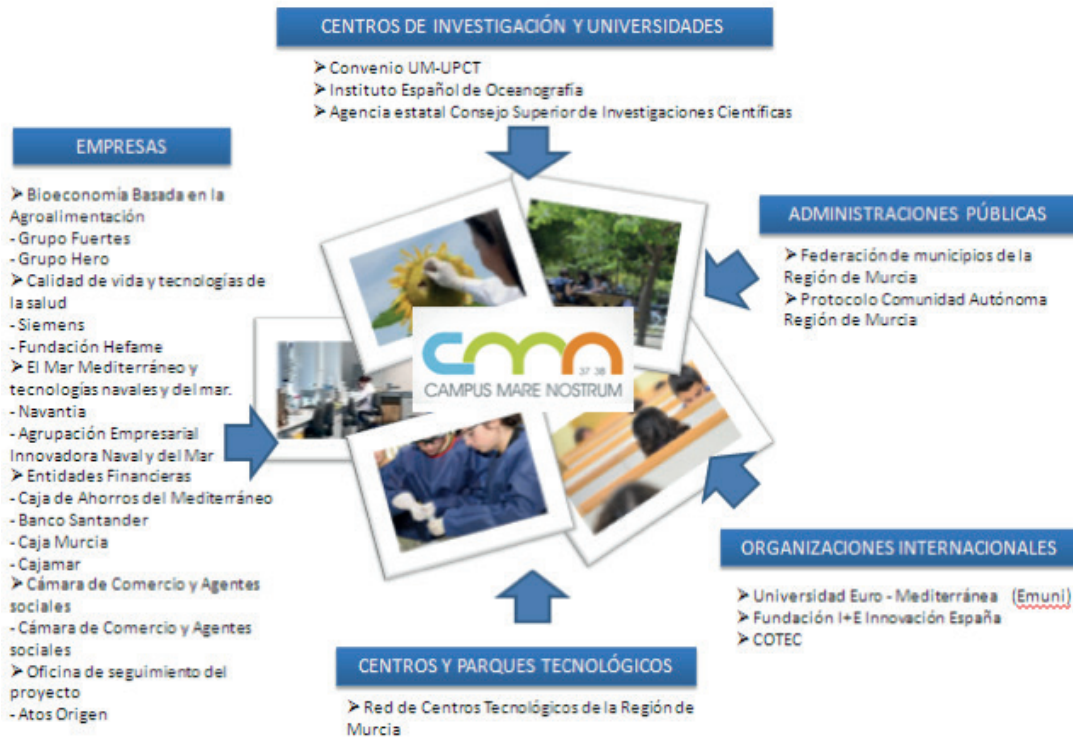 CENTROS DE INVESTIGACIÓN Y UNIVERSIDADES
➤ Convenio UM-UPCT
➤ Instituto Español de Oceanografía
➤ Agencia estatal Consejo Superior de Investigaciones Científicas
EMPRESAS
➤ Bioeconomía Basada en la
Agroalimentación
- Grupo Fuertes
- Grupo Hero
➤ Calidad de vida y tecnologías de
la salud
- Siemens
- Fundación Hefame
➤ El Mar Mediterráneo y
tecnologías navales y del mar.
- Navantia
- Agrupación Empresarial
Innovadora Naval y del Mar
➤ Entidades Financieras
- Caja de Ahorros del Mediterráneo
- Banco Santander
- Caja Murcia
- Cajamar
➤ Cámara de Comercio y Agentes
sociales
- Cámara de Comercio y Agentes
sociales
➤ Oficina de seguimiento del
proyecto
- Atos Origen
cmn
37 38
CAMPUS MARE NOSTRUM
ADMINISTRACIONES PÚBLICAS
➤ Federación de municipios de la
Región de Murcia
➤ Protocolo Comunidad Autónoma
Región de Murcia
ORGANIZACIONES INTERNACIONALES
➤ Universidad Euro - Mediterránea (Emuni)
➤ Fundación I+E Innovación España
➤ COTEC
CENTROS Y PARQUES TECNOLÓGICOS
➤ Red de Centros Tecnológicos de la Región de
Murcia